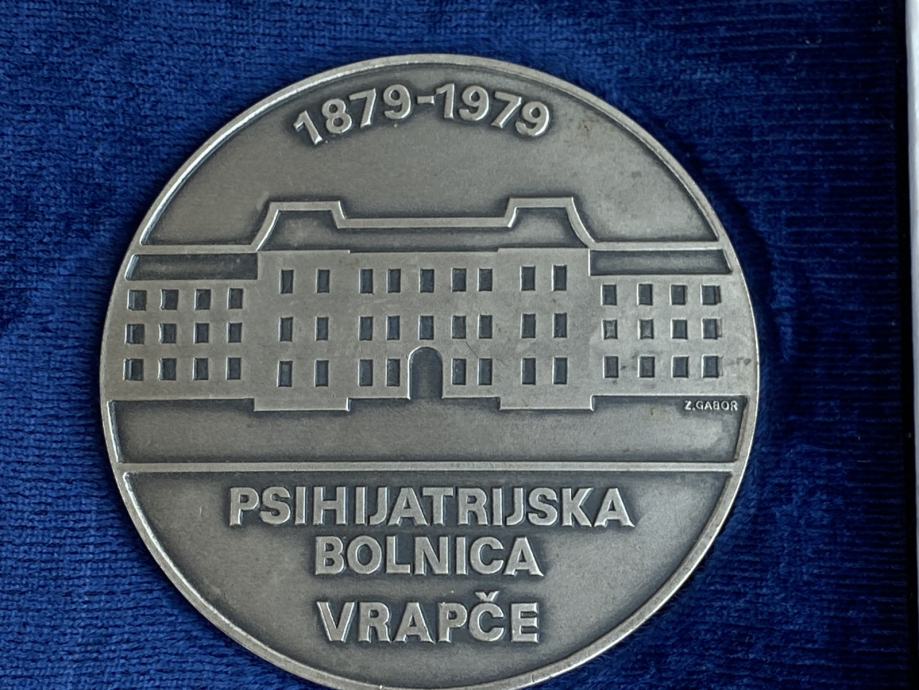 1879-1979
Z.GABOR
PSIHIJATRIJSKA
BOLNICA
VRAPČE